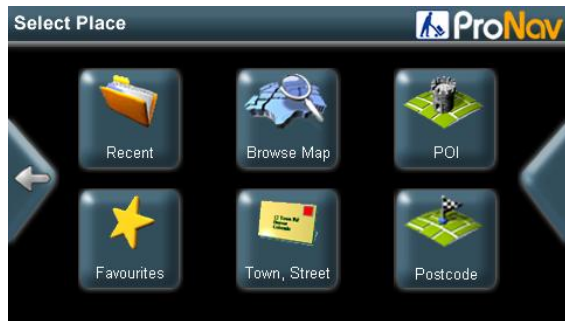 Select Place
ProNav
Recent
Browse Map
POI
Favourites
Town, Street
Postcode